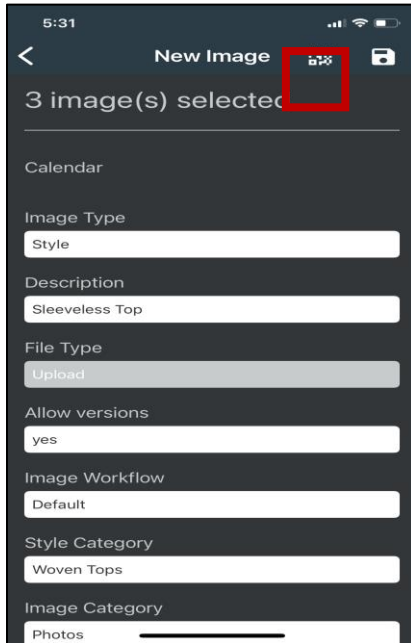 5:31
New Image
3 image(s) selected
Calendar
Image Type
Style
Description
Sleeveless Top
File Type
Upload
Allow versions
yes
Image Workflow
Default
Style Category
Woven Tops
Image Category
Photos